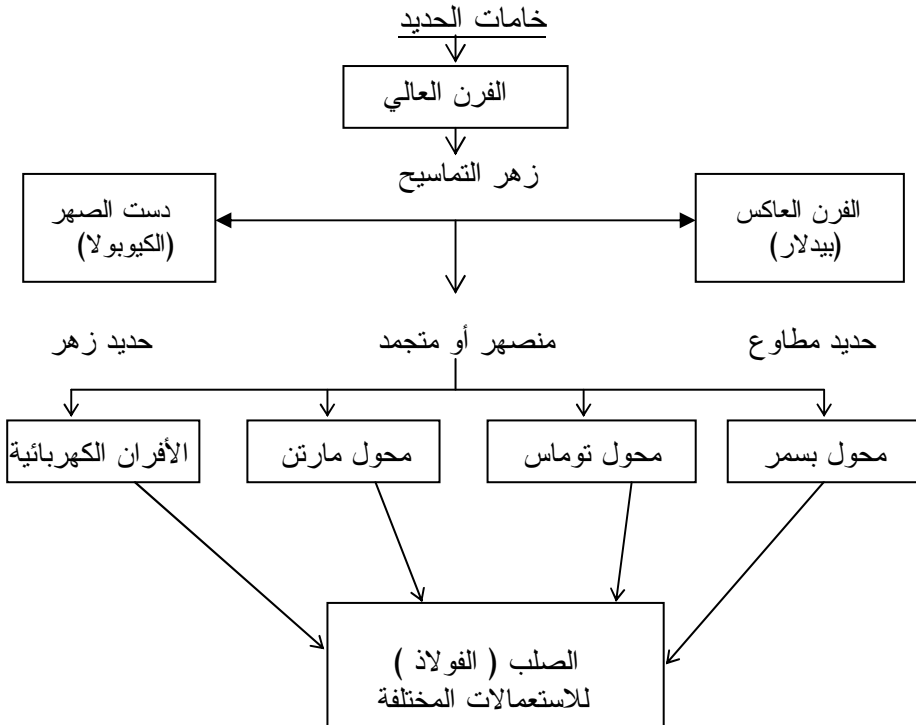 خامات الحديد
الفرن العالي
زهر التماسيح
الفرن العاكس
(بيدلار)
دست الصهر
(الكيوبولا)
حديد مطاوع
منصهر أو متجمد
حديد زهر
محول بسمر
محول توماس
محول مارتن
الأفران الكهربائية
الصلب ( الفولاذ )
للاستعمالات المختلفة